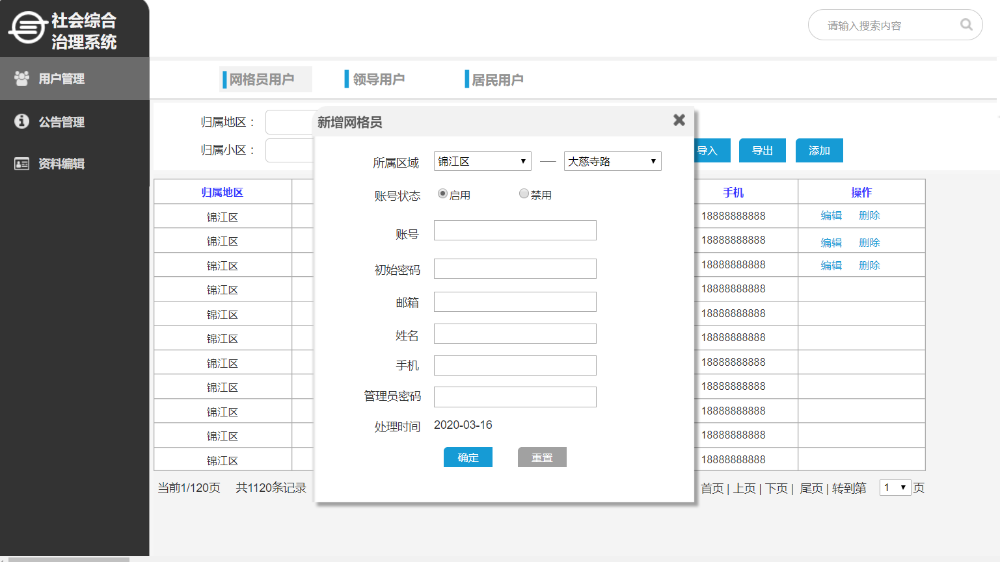 社会综合
治理系统
请输入搜索内容
用户管理
公告管理
资料编辑
网格员用户 领导用户 居民用户
归属地区：
归属小区：
导入 导出 添加
新增网格员
所属区域 锦江区 大慈寺路
账号状态 启用 禁用
账号
初始密码
邮箱
姓名
手机
管理员密码
处理时间 2020-03-16
确定 重置
归属地区 手机 操作
锦江区 18888888888 编辑 删除
锦江区 18888888888 编辑 删除
锦江区 18888888888 编辑 删除
锦江区 18888888888
锦江区 18888888888
锦江区 18888888888
锦江区 18888888888
锦江区 18888888888
锦江区 18888888888
锦江区 18888888888
锦江区 18888888888
当前1/120页 共1120条记录 首页 | 上页 | 下页 | 尾页 | 转到第 1 页